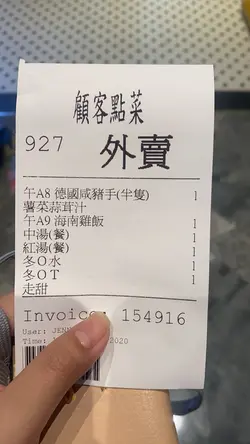 顧客點菜
927 外賣
午A8 德國咸豬手(半隻) 1
薯菜蒜茸汁
午A9 海南雞飯 1
中湯(餐) 1
紅湯(餐) 1
冬O水 1
冬O T 1
走甜
Invoice: 154916
User: JENN
Time: 2020